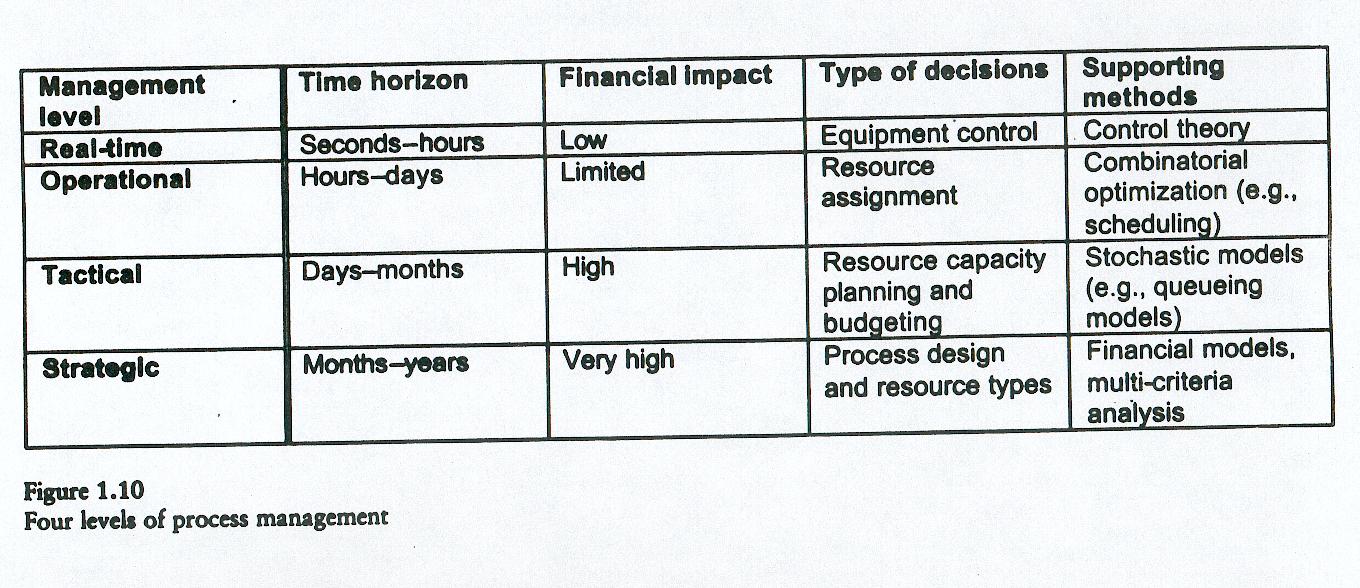 Management level
Time horizon
Financial impact
Type of decisions
Supporting methods
Real-time
Seconds–hours
Low
Equipment control
Control theory
Operational
Hours–days
Limited
Resource
assignment
Combinatorial
optimization (e.g.,
scheduling)
Tactical
Days–months
High
Resource capacity
planning and
budgeting
Stochastic models
(e.g., queueing
models)
Strategic
Months–years
Very high
Process design
and resource types
Financial models,
multi-criteria
analysis
Figure 1.10
Four levels of process management